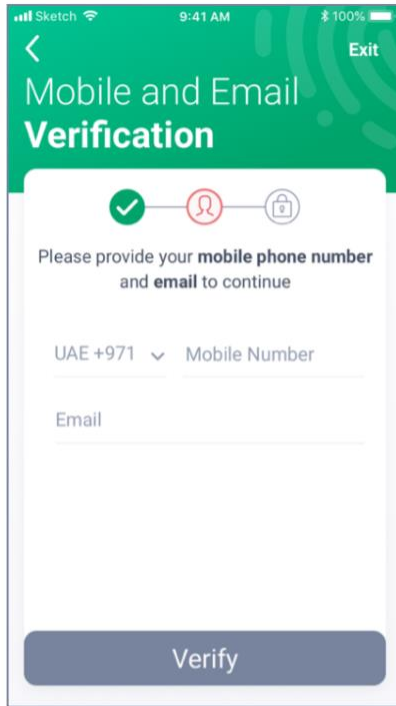 Sketch 9:41 AM 100%
Exit
Mobile and Email
Verification
Please provide your mobile phone number
and email to continue
UAE +971 Mobile Number
Email
Verify